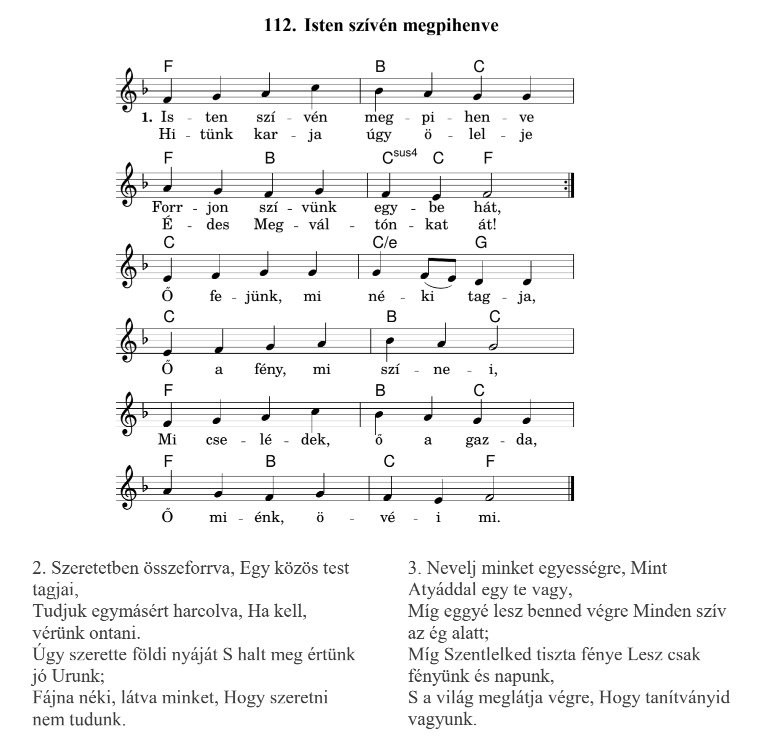 112. Isten szívén megpihenve
F B C
1. Is - ten szí - vén meg - pi - hen - ve
Hi - tünk kar - ja úgy ö - lel - je
F B Csus4 C F
Forr - jon szí - vünk egy - be hát,
É - des Meg - vál - tón - kat át!
C C/e G
Ő fe - jünk, mi né - ki tag - ja,
C B C
Ő a fény, mi szí - ne - i,
F B C
Mi cse - lé - dek, ő a gaz - da,
F B C F
Ő mi - énk, ö - vé - i mi.
2. Szeretetben összeforrva, Egy közös test
tagjai,
Tudjuk egymásért harcolva, Ha kell,
vérünk ontani.
Úgy szerette földi nyáját S halt meg értünk
jó Urunk;
Fájna néki, látva minket, Hogy szeretni
nem tudunk.
3. Nevelj minket egyességre, Mint
Atyáddal egy te vagy,
Míg eggyé lesz benned végre Minden szív
az ég alatt;
Míg Szentlelked tiszta fénye Lesz csak
fényünk és napunk,
S a világ meglátja végre, Hogy tanítványid
vagyunk.